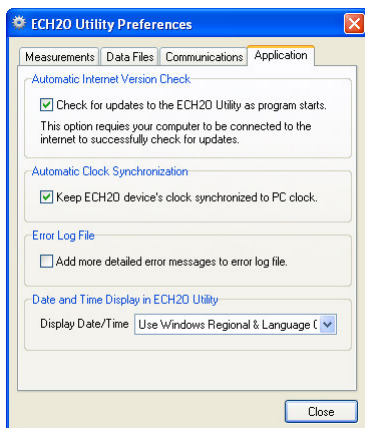 ECH2O Utility Preferences
Measurements Data Files Communications Application
Automatic Internet Version Check
Check for updates to the ECH2O Utility as program starts.
This option requies your computer to be connected to the
internet to successfully check for updates.
Automatic Clock Synchronization
Keep ECH2O device's clock synchronized to PC clock.
Error Log File
Add more detailed error messages to error log file.
Date and Time Display in ECH2O Utility
Display Date/Time Use Windows Regional & Language
Close